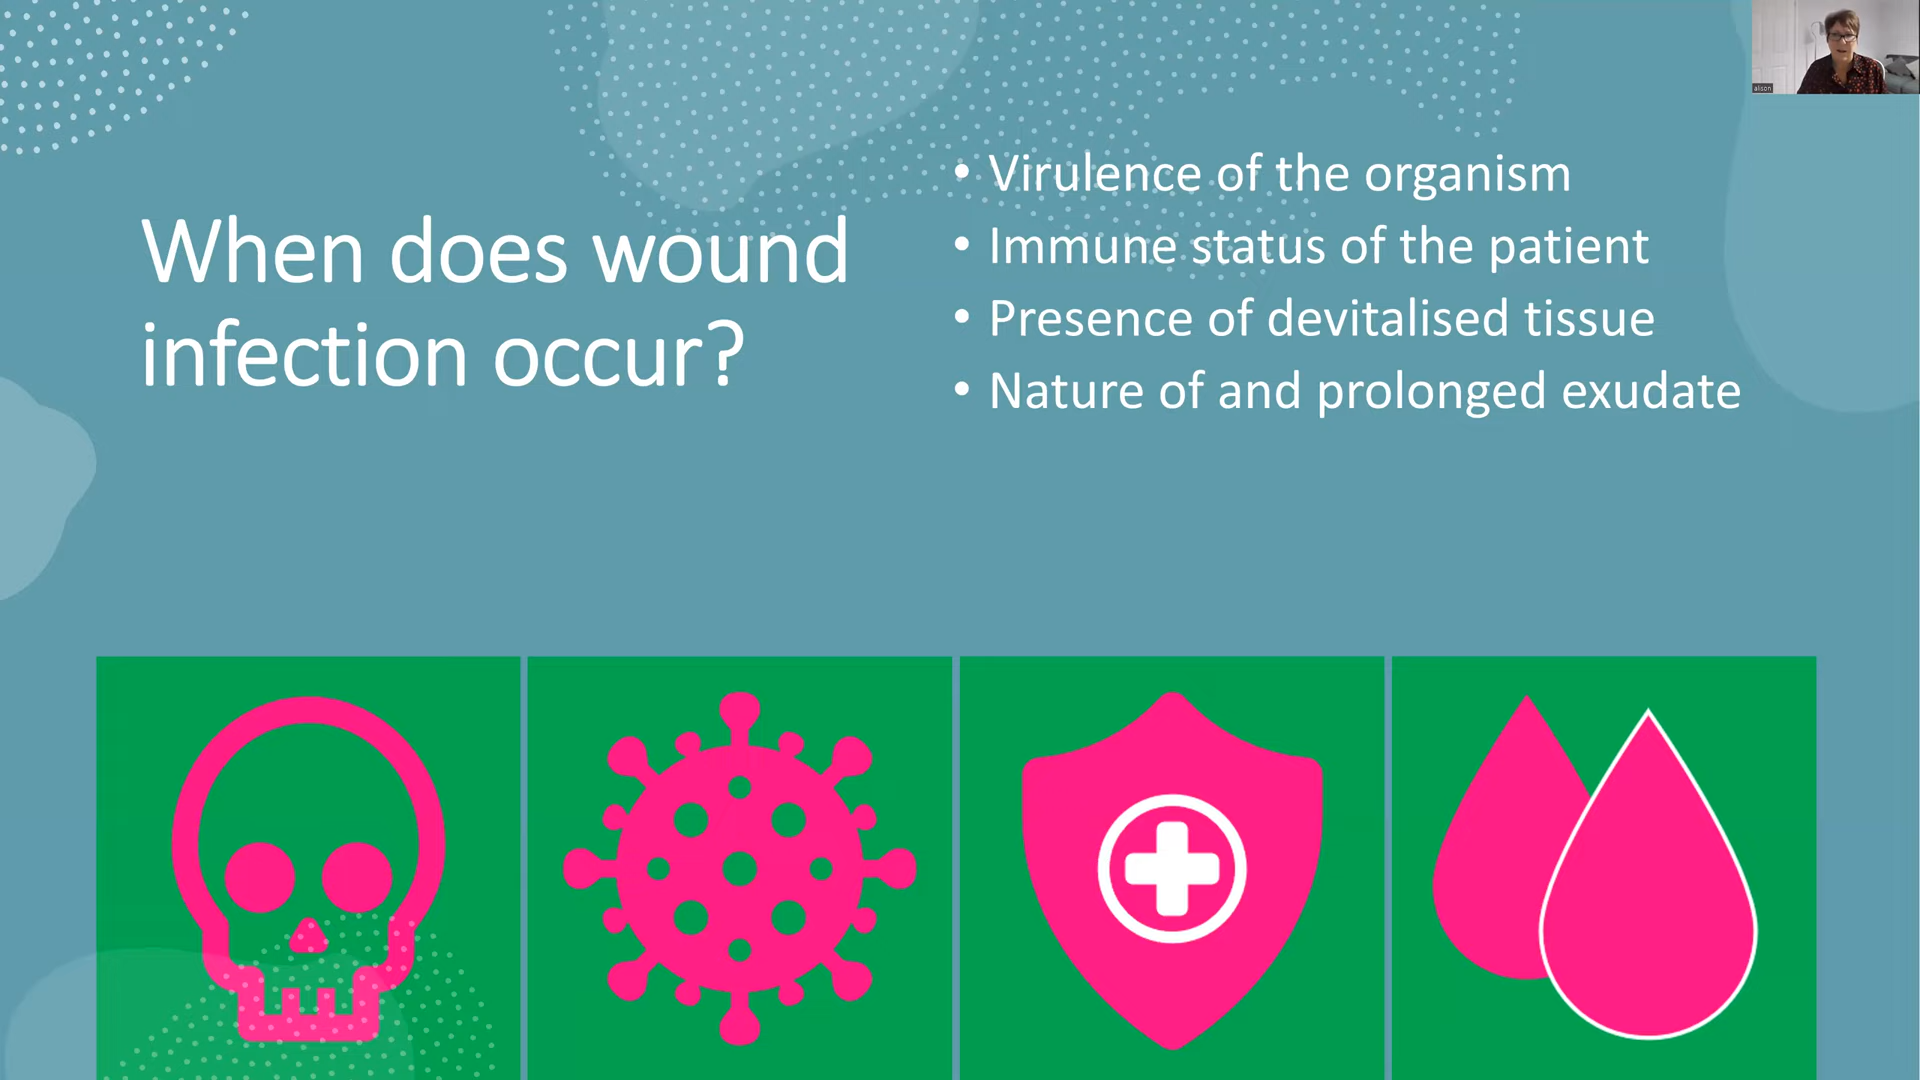 When does wound
infection occur?
• Virulence of the organism
• Immune status of the patient
• Presence of devitalised tissue
• Nature of and prolonged exudate
alison